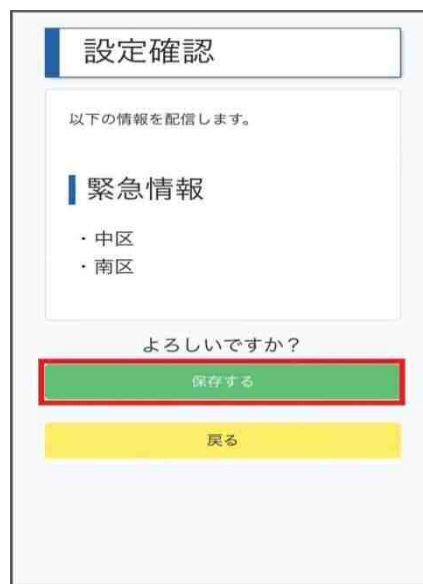 設定確認
以下の情報を配信します。
緊急情報
・中区
・南区
よろしいですか？
保存する
戻る